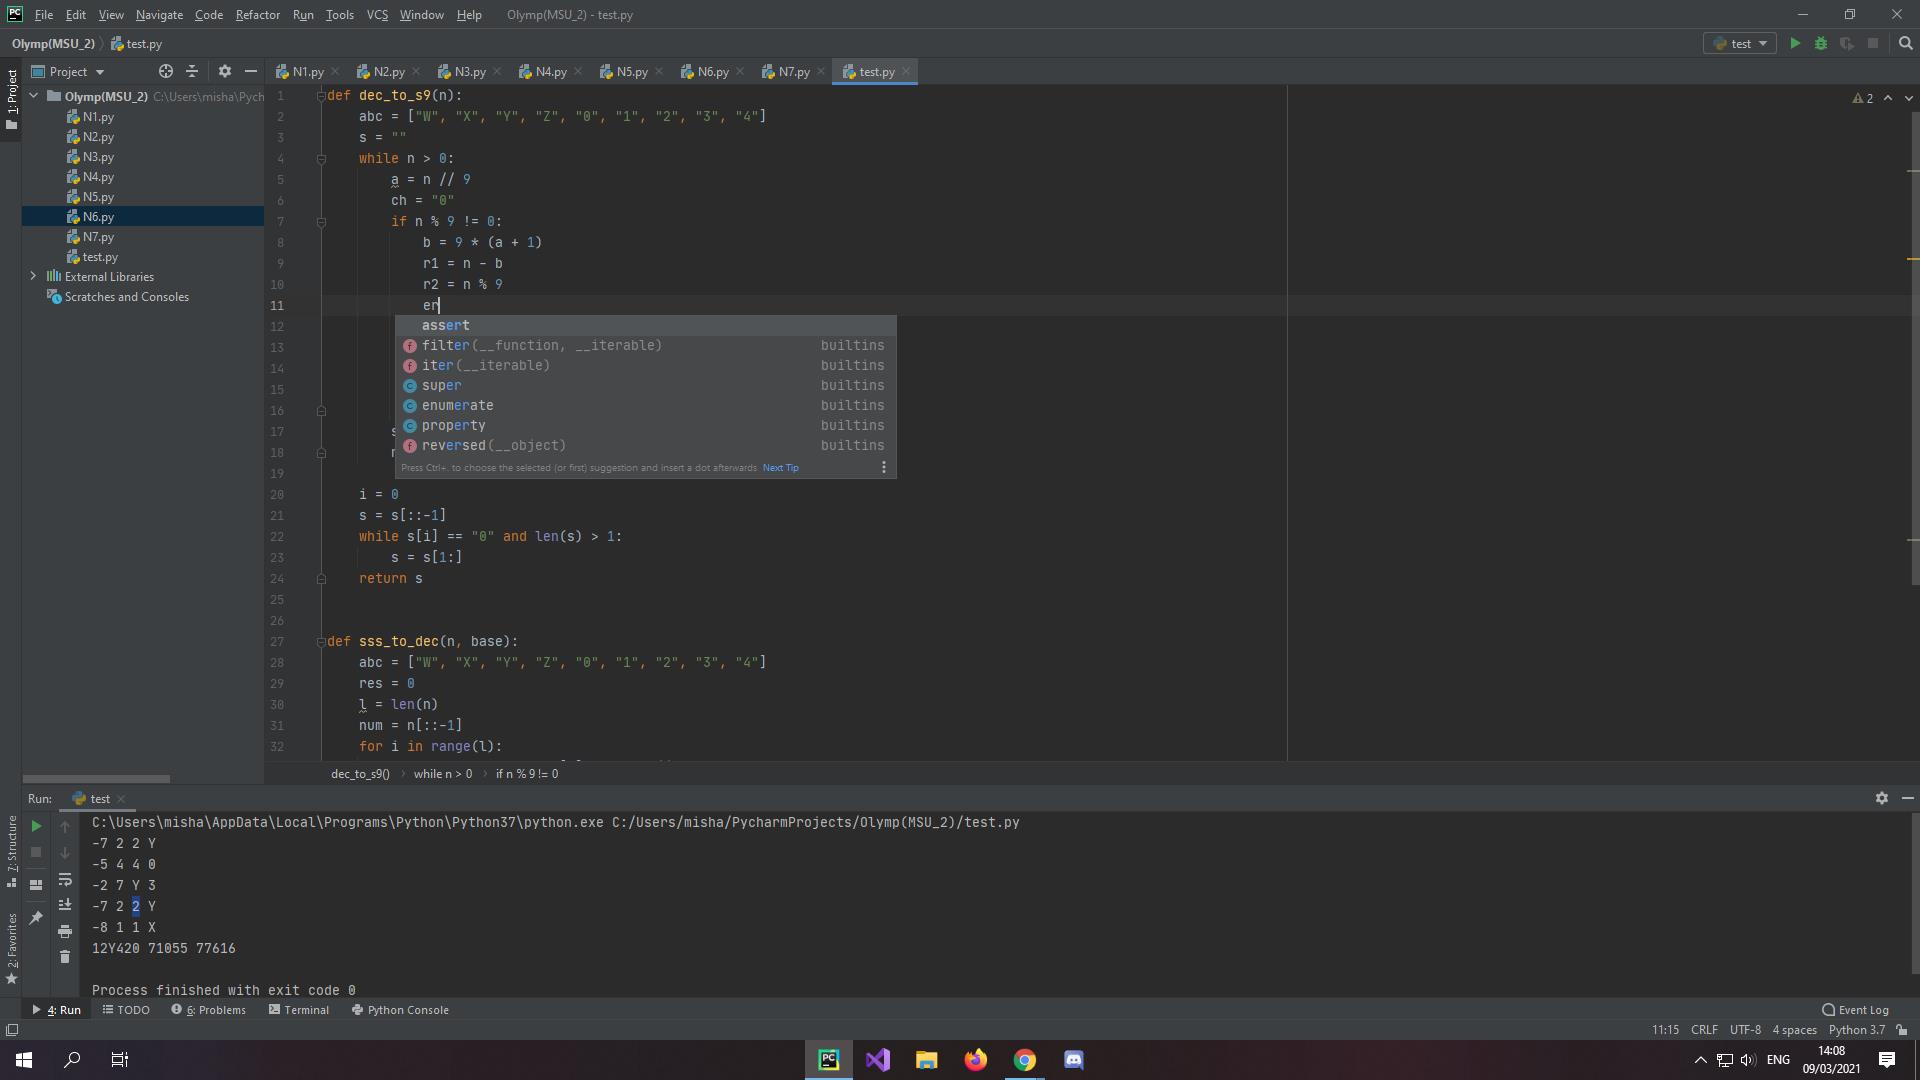 PC File Edit View Navigate Code Refactor Run Tools VCS Window Help Olymp(MSU_2) - test.py
Olymp(MSU_2) test.py test
1: Project
Project N1.py N2.py N3.py N4.py N5.py N6.py N7.py test.py
Olymp(MSU_2) C:\Users\misha\Pych
N1.py
N2.py
N3.py
N4.py
N5.py
N6.py
N7.py
test.py
External Libraries
Scratches and Consoles
2
1 def dec_to_s9(n):
2 abc = ["W", "X", "Y", "Z", "0", "1", "2", "3", "4"]
3 s = ""
4 while n > 0:
5 a = n // 9
6 ch = "0"
7 if n % 9 != 0:
8 b = 9 * (a + 1)
9 r1 = n - b
10 r2 = n % 9
11 er
12
13
14
15
16
17
18
19
assert
filter(__function, __iterable) builtins
iter(__iterable) builtins
super builtins
enumerate builtins
property builtins
reversed(__object) builtins
Press Ctrl+. to choose the selected (or first) suggestion and insert a dot afterwards Next Tip
20 i = 0
21 s = s[::-1]
22 while s[i] == "0" and len(s) > 1:
23 s = s[1:]
24 return s
25
26
27 def sss_to_dec(n, base):
28 abc = ["W", "X", "Y", "Z", "0", "1", "2", "3", "4"]
29 res = 0
30 l = len(n)
31 num = n[::-1]
32 for i in range(l):
dec_to_s9() while n > 0 if n % 9 != 0
Run: test
7: Structure
2: Favorites
C:\Users\misha\AppData\Local\Programs\Python\Python37\python.exe C:/Users/misha/PycharmProjects/Olymp(MSU_2)/test.py
-7 2 2 Y
-5 4 4 0
-2 7 Y 3
-7 2 2 Y
-8 1 1 X
12Y420 71055 77616
Process finished with exit code 0
4: Run TODO 6: Problems Terminal Python Console Event Log
11:15 CRLF UTF-8 4 spaces Python 3.7
PC ENG 14:08
09/03/2021